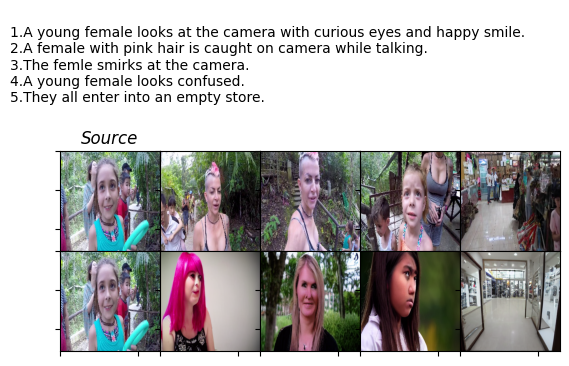 1.A young female looks at the camera with curious eyes and happy smile.
2.A female with pink hair is caught on camera while talking.
3.The femle smirks at the camera.
4.A young female looks confused.
5.They all enter into an empty store.
Source